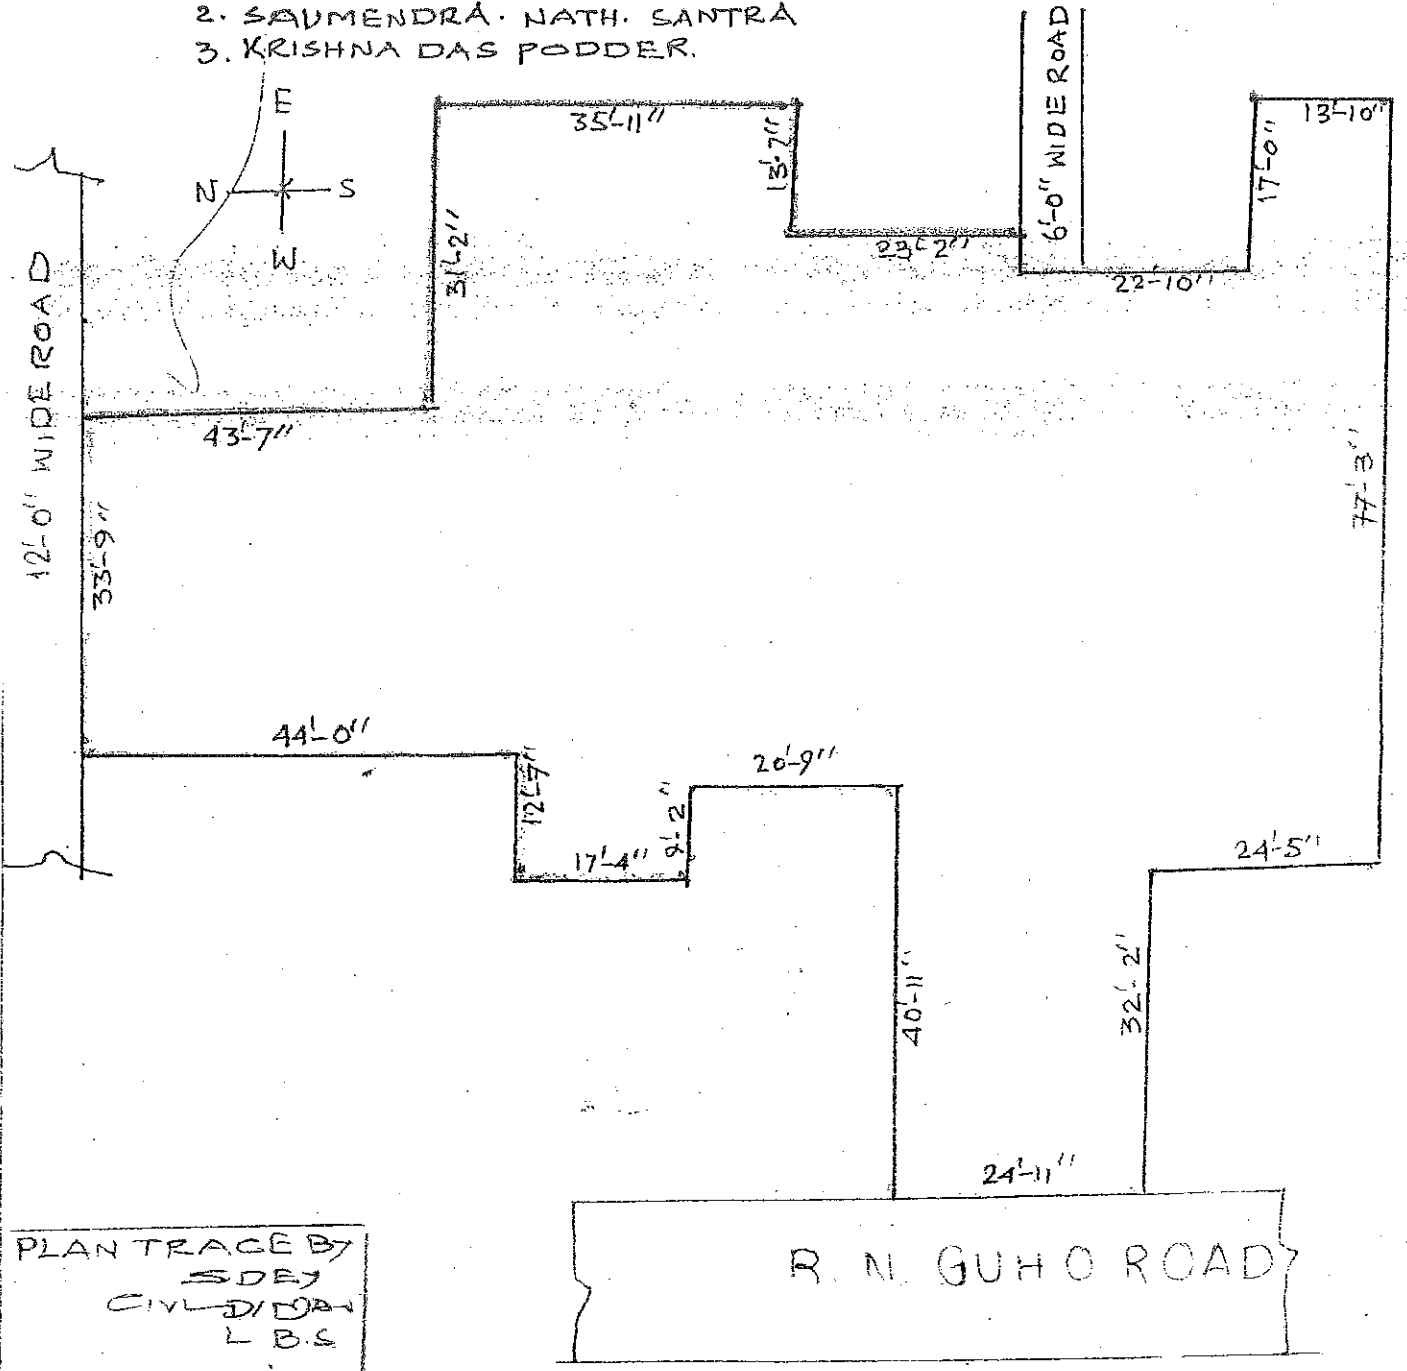 2. SAUMENDRA. NATH. SANTRA
3. KRISHNA DAS PODDER.
E
N S
W
35'-11"
13'-7"
6'-0" WIDE ROAD
13'-10"
17'-0"
31'-2"
23'-2"
22'-10"
12'-0" WIDE ROAD
43'-7"
77'-3"
33'-9"
44'-0"
12'-7"
20'-9"
9'-2"
17'-4"
24'-5"
40'-11"
32'-2"
24'-11"
R. N. GUHO ROAD
PLAN TRACE BY
S DEY
CIVL
L B.S